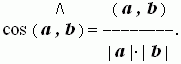 cos (a^,b) = (a,b) / |a|·|b|.